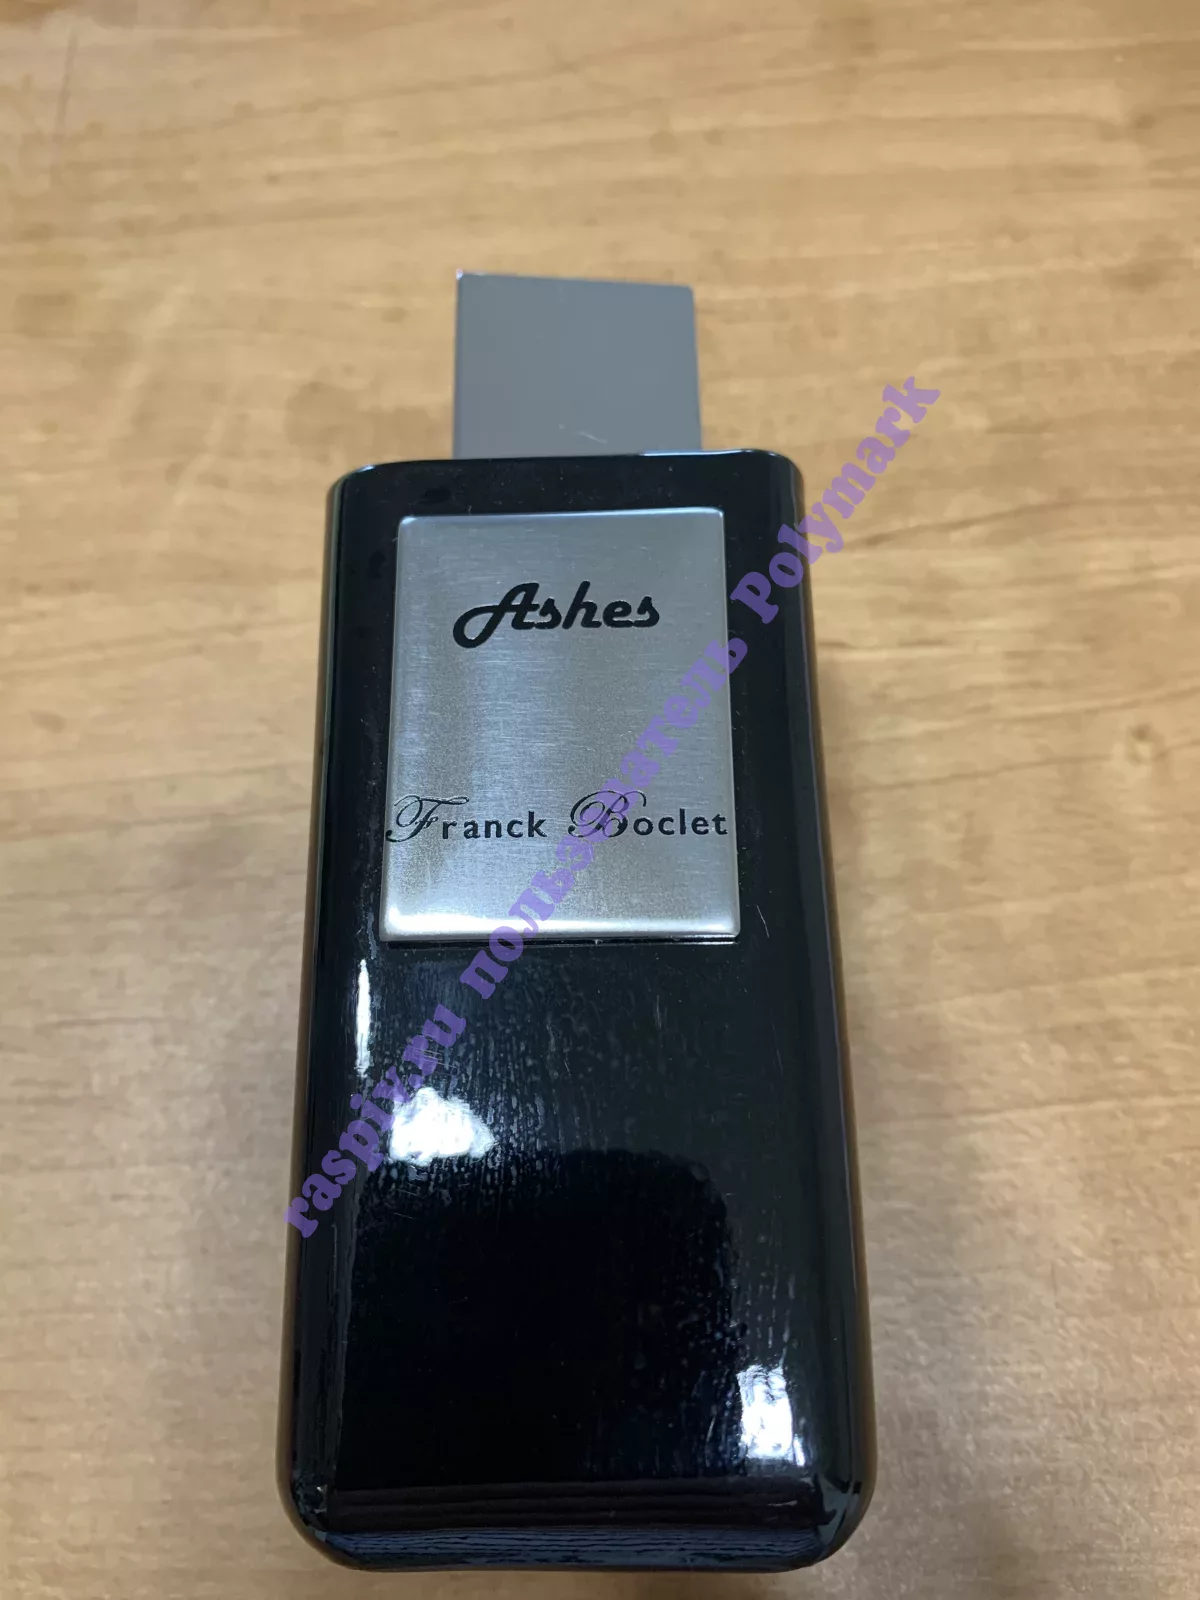 Ashes
Franck Boclet
raspiv.ru пользователь Polymark